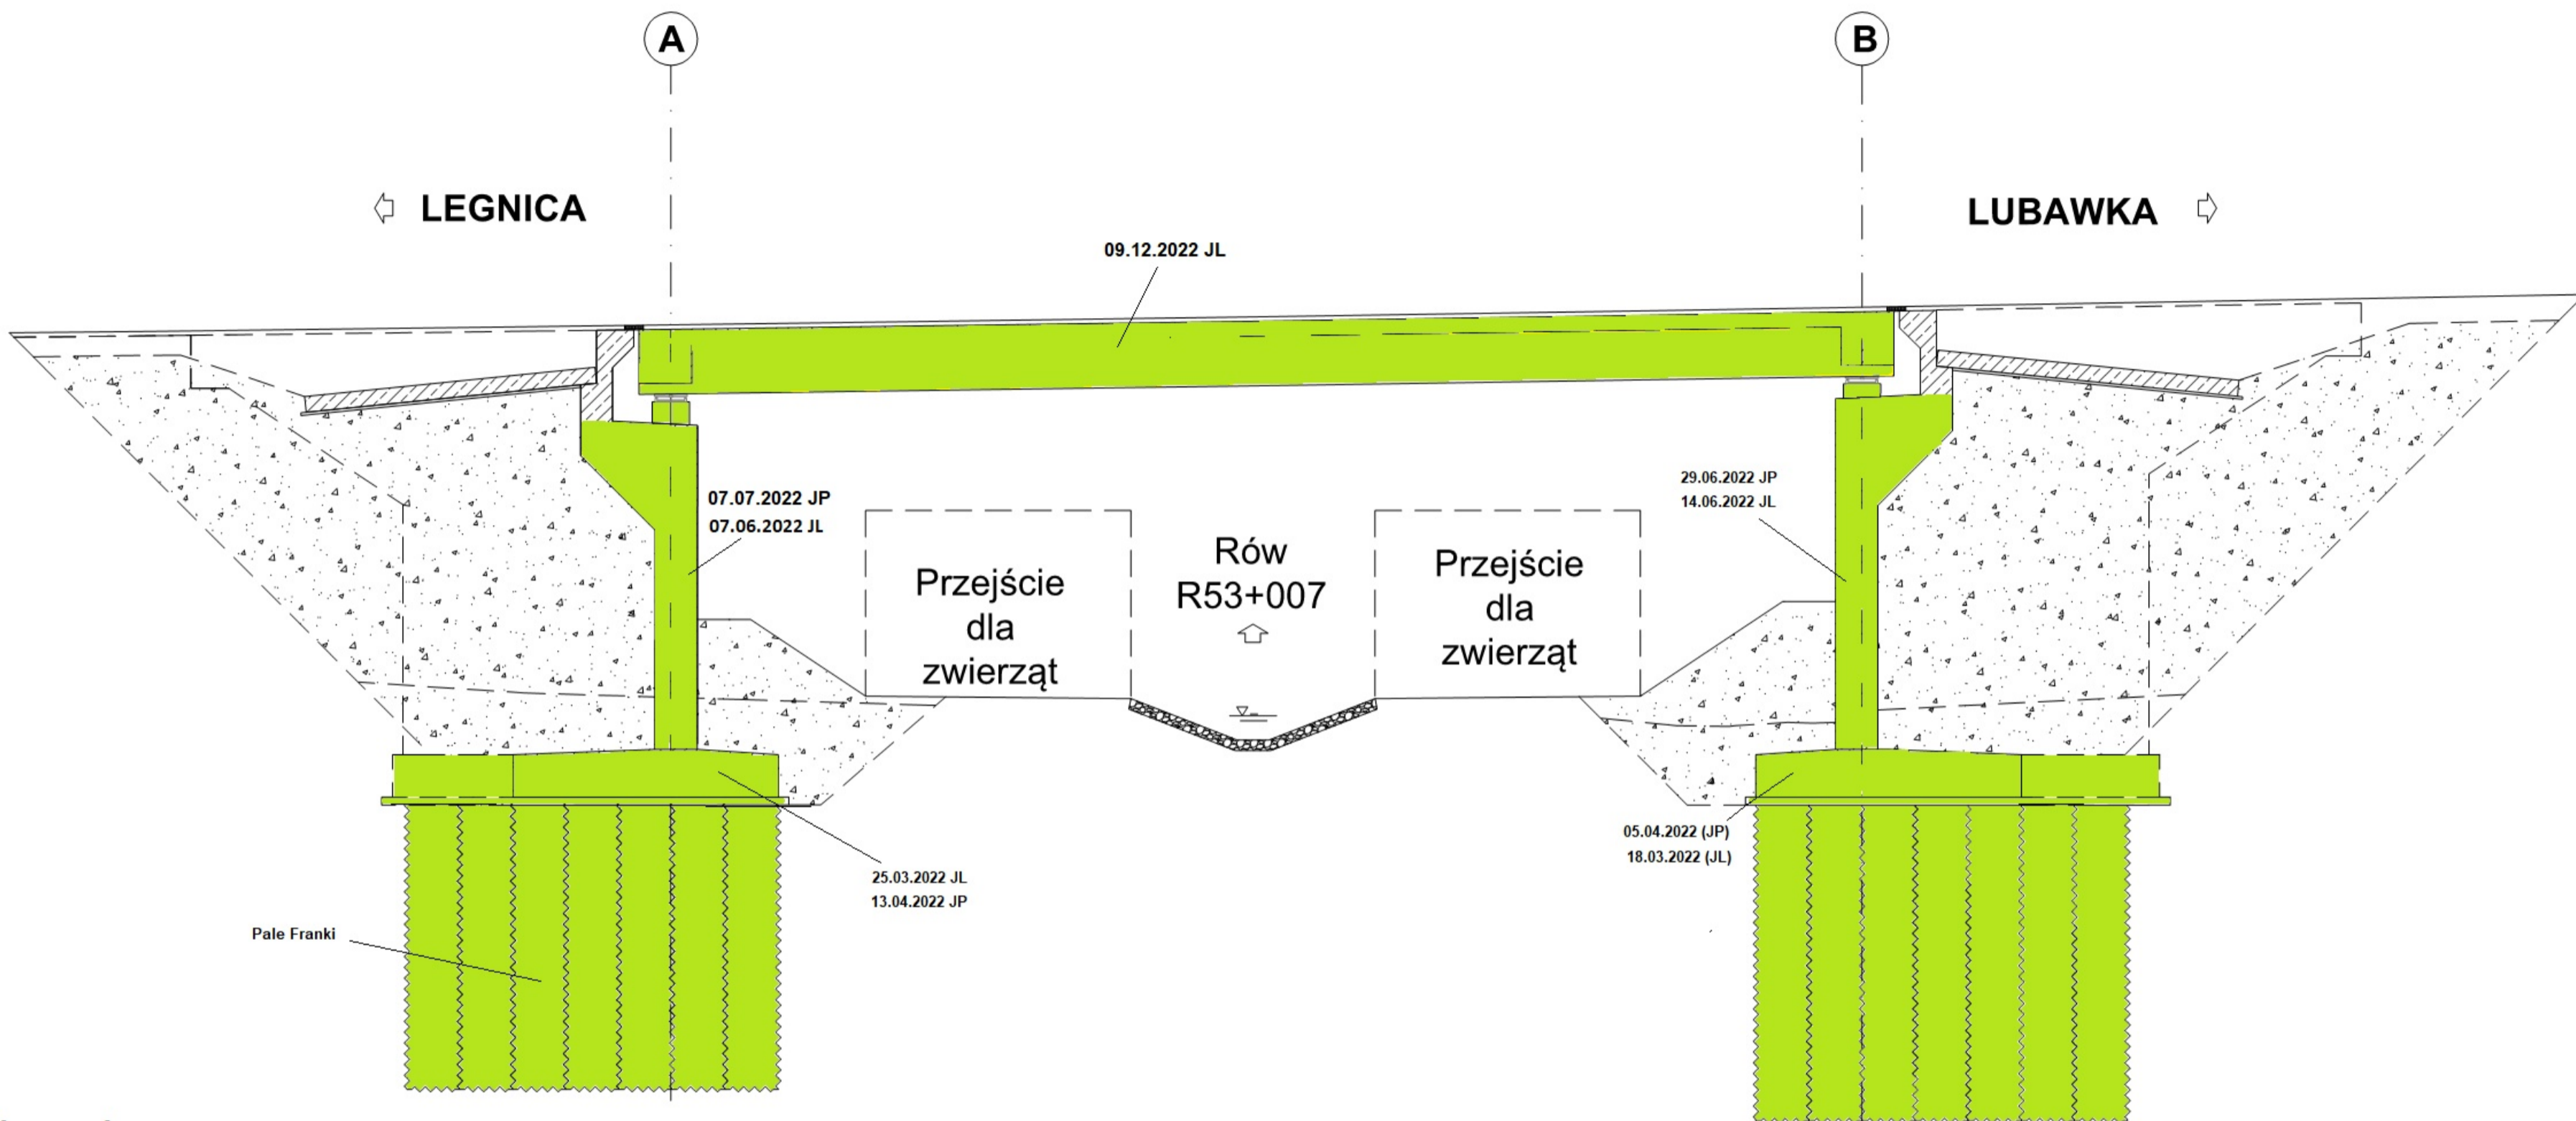 A
B
LEGNICA
LUBAWKA
09.12.2022 JL
07.07.2022 JP
07.06.2022 JL
29.06.2022 JP
14.06.2022 JL
Przejście
dla
zwierząt
Rów
R53+007
Przejście
dla
zwierząt
25.03.2022 JL
13.04.2022 JP
05.04.2022 (JP)
18.03.2022 (JL)
Pale Franki